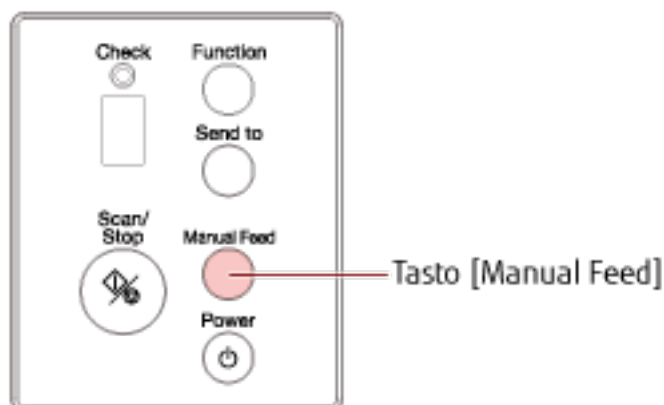 Check
Function
Send to
Scan/
Stop
Manual Feed
Tasto [Manual Feed]
Power